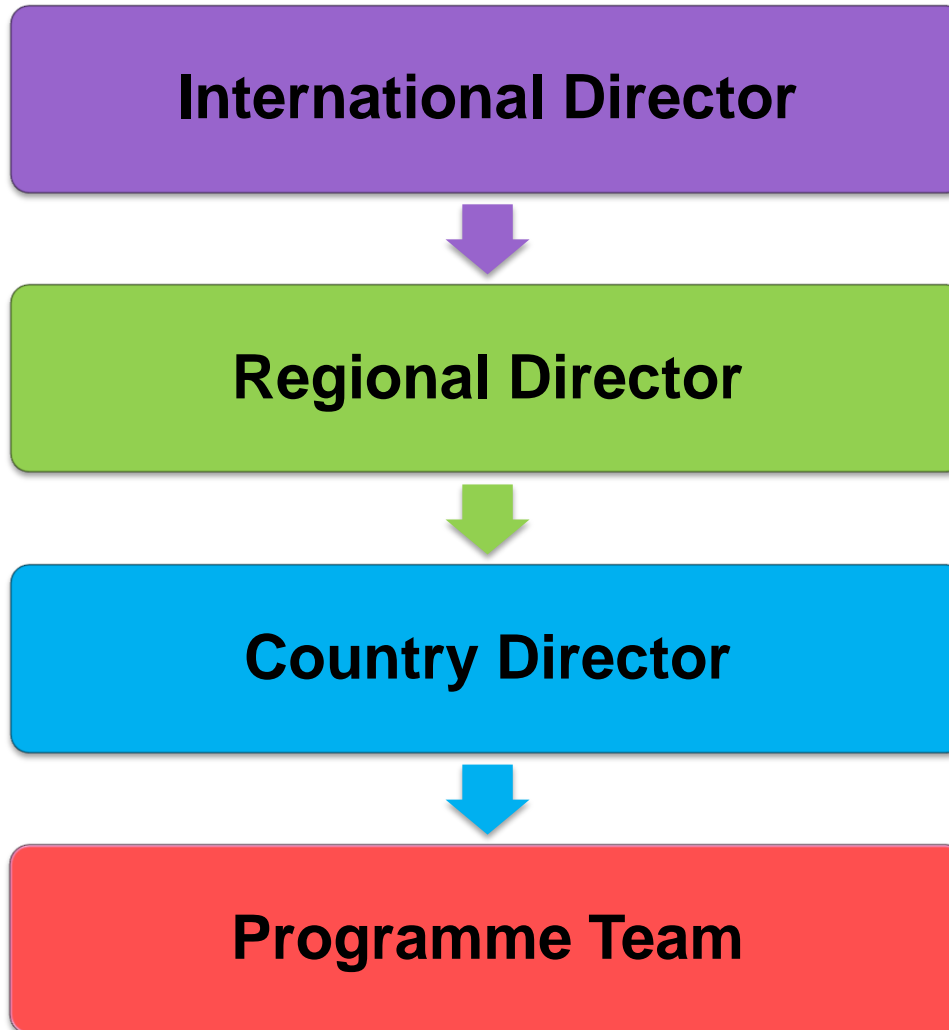 International Director
Regional Director
Country Director
Programme Team